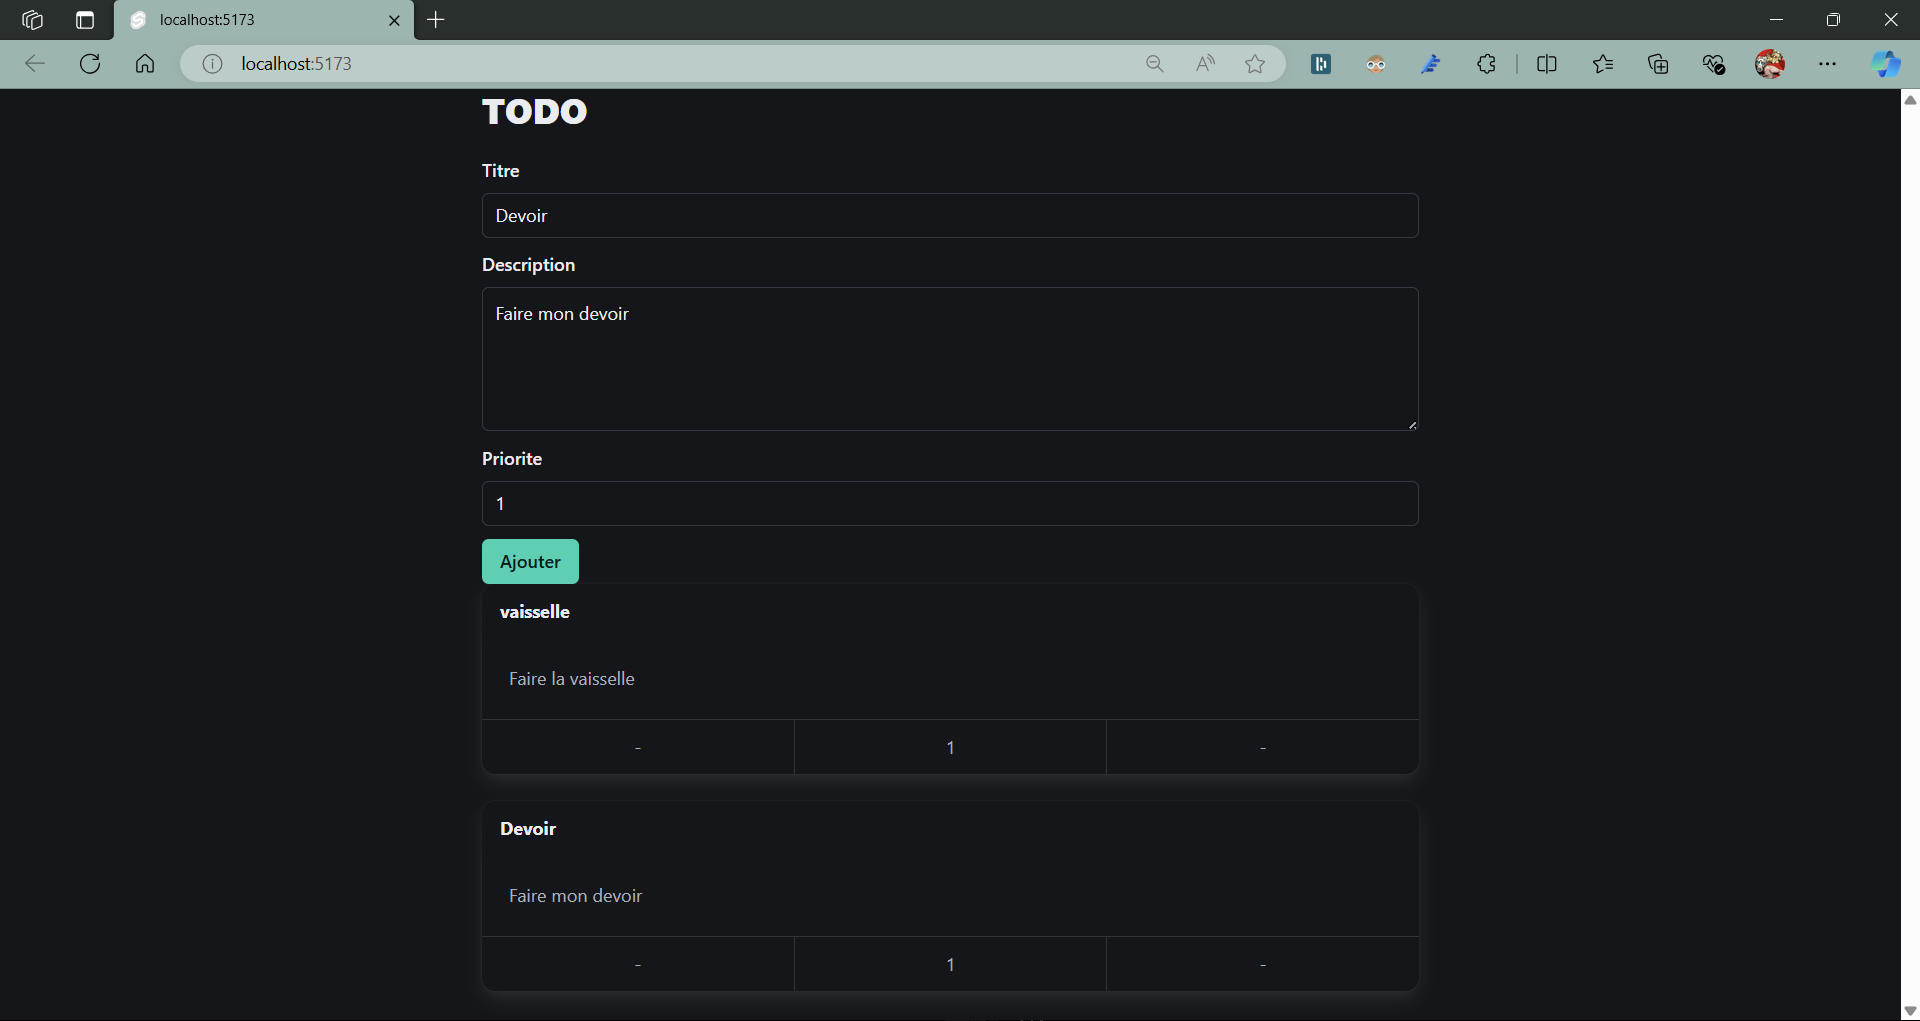 localhost:5173
localhost:5173
TODO
Titre
Devoir
Description
Faire mon devoir
Priorite
1
Ajouter
vaisselle
Faire la vaisselle
- 1 -
Devoir
Faire mon devoir
- 1 -